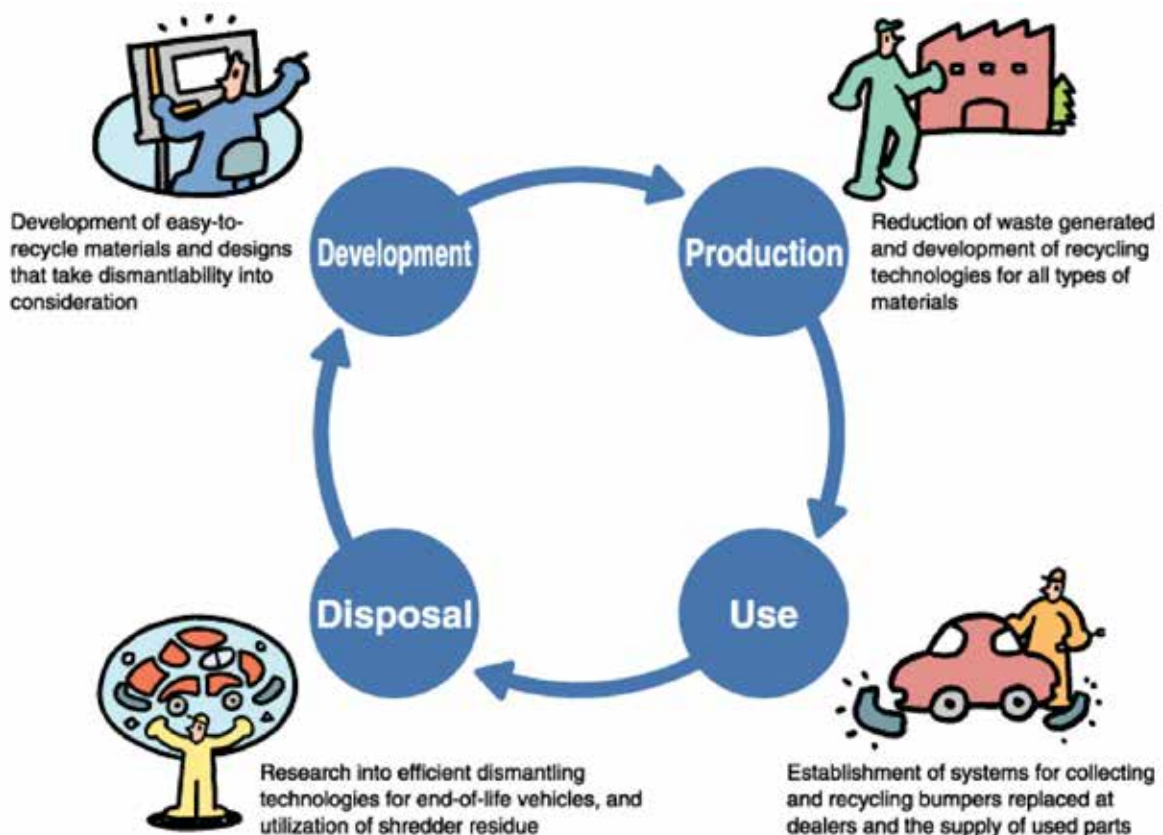 Development of easy-to-
recycle materials and designs
that take dismantlability into
consideration
Development
Production
Reduction of waste generated
and development of recycling
technologies for all types of
materials
Disposal
Use
Research into efficient dismantling
technologies for end-of-life vehicles, and
utilization of shredder residue
Establishment of systems for collecting
and recycling bumpers replaced at
dealers and the supply of used parts